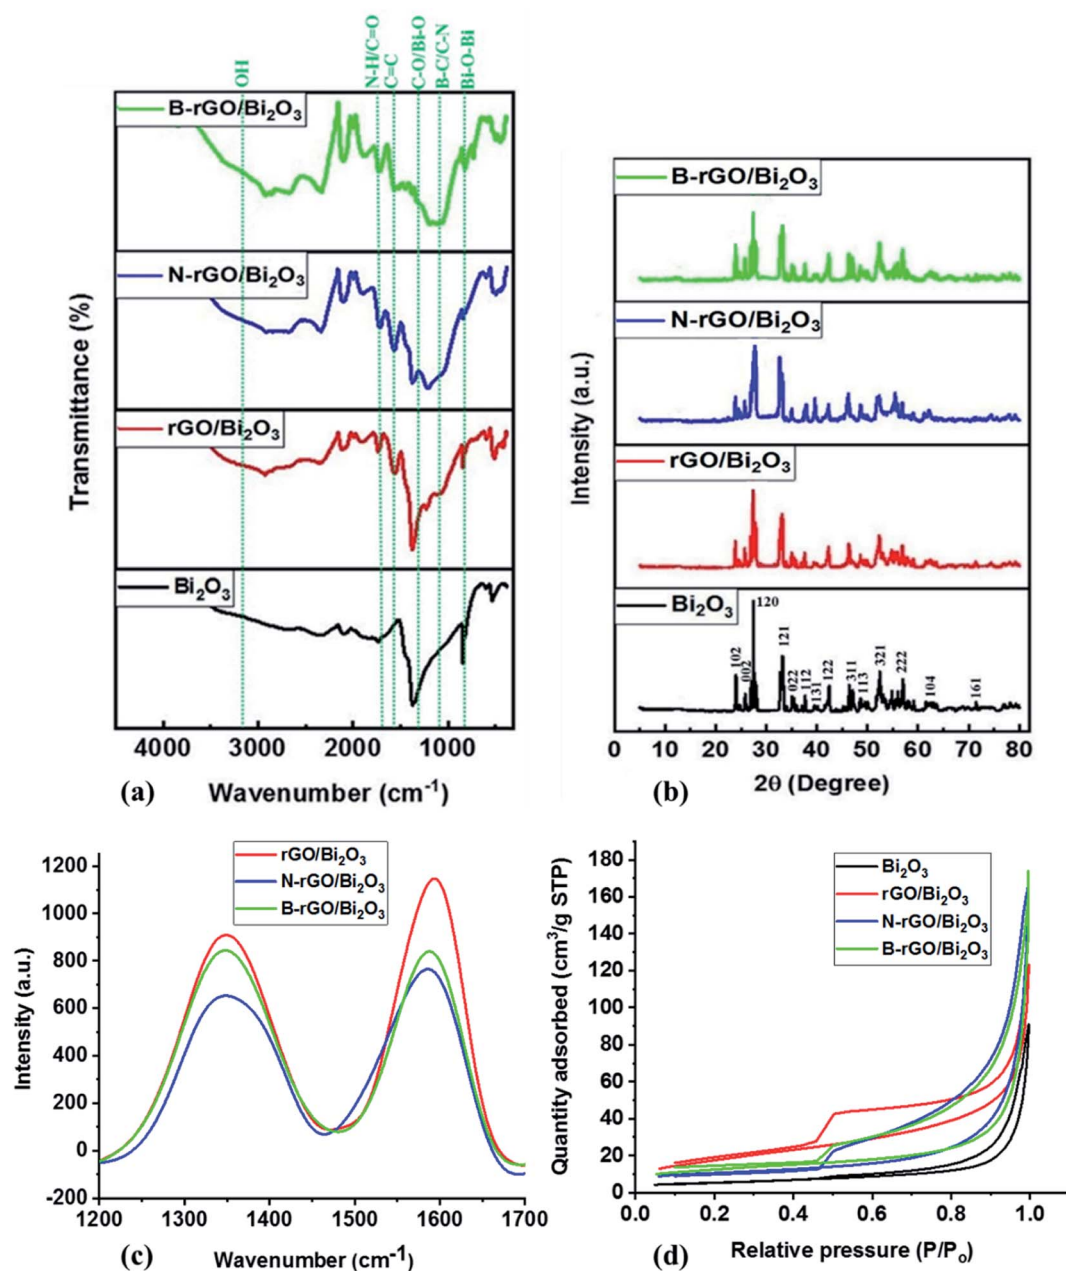 OH
N-H/C=O
C=C
C-O/Bi-O
B-C/C-N
Bi-O-Bi
B-rGO/Bi₂O₃
N-rGO/Bi₂O₃
rGO/Bi₂O₃
Bi₂O₃
Transmittance (%)
4000 3000 2000 1000
Wavenumber (cm⁻¹)
(a)
B-rGO/Bi₂O₃
N-rGO/Bi₂O₃
rGO/Bi₂O₃
Bi₂O₃
102
002
120
121
022
112
131
122
311
113
321
222
104
161
Intensity (a.u.)
0 10 20 30 40 50 60 70 80
2θ (Degree)
(b)
rGO/Bi₂O₃
N-rGO/Bi₂O₃
B-rGO/Bi₂O₃
Intensity (a.u.)
1200
1000
800
600
400
200
0
-200
1200 1300 1400 1500 1600 1700
Wavenumber (cm⁻¹)
(c)
Bi₂O₃
rGO/Bi₂O₃
N-rGO/Bi₂O₃
B-rGO/Bi₂O₃
Quantity adsorbed (cm³/g STP)
180
160
140
120
100
80
60
40
20
0
0.0 0.2 0.4 0.6 0.8 1.0
Relative pressure (P/Pₒ)
(d)